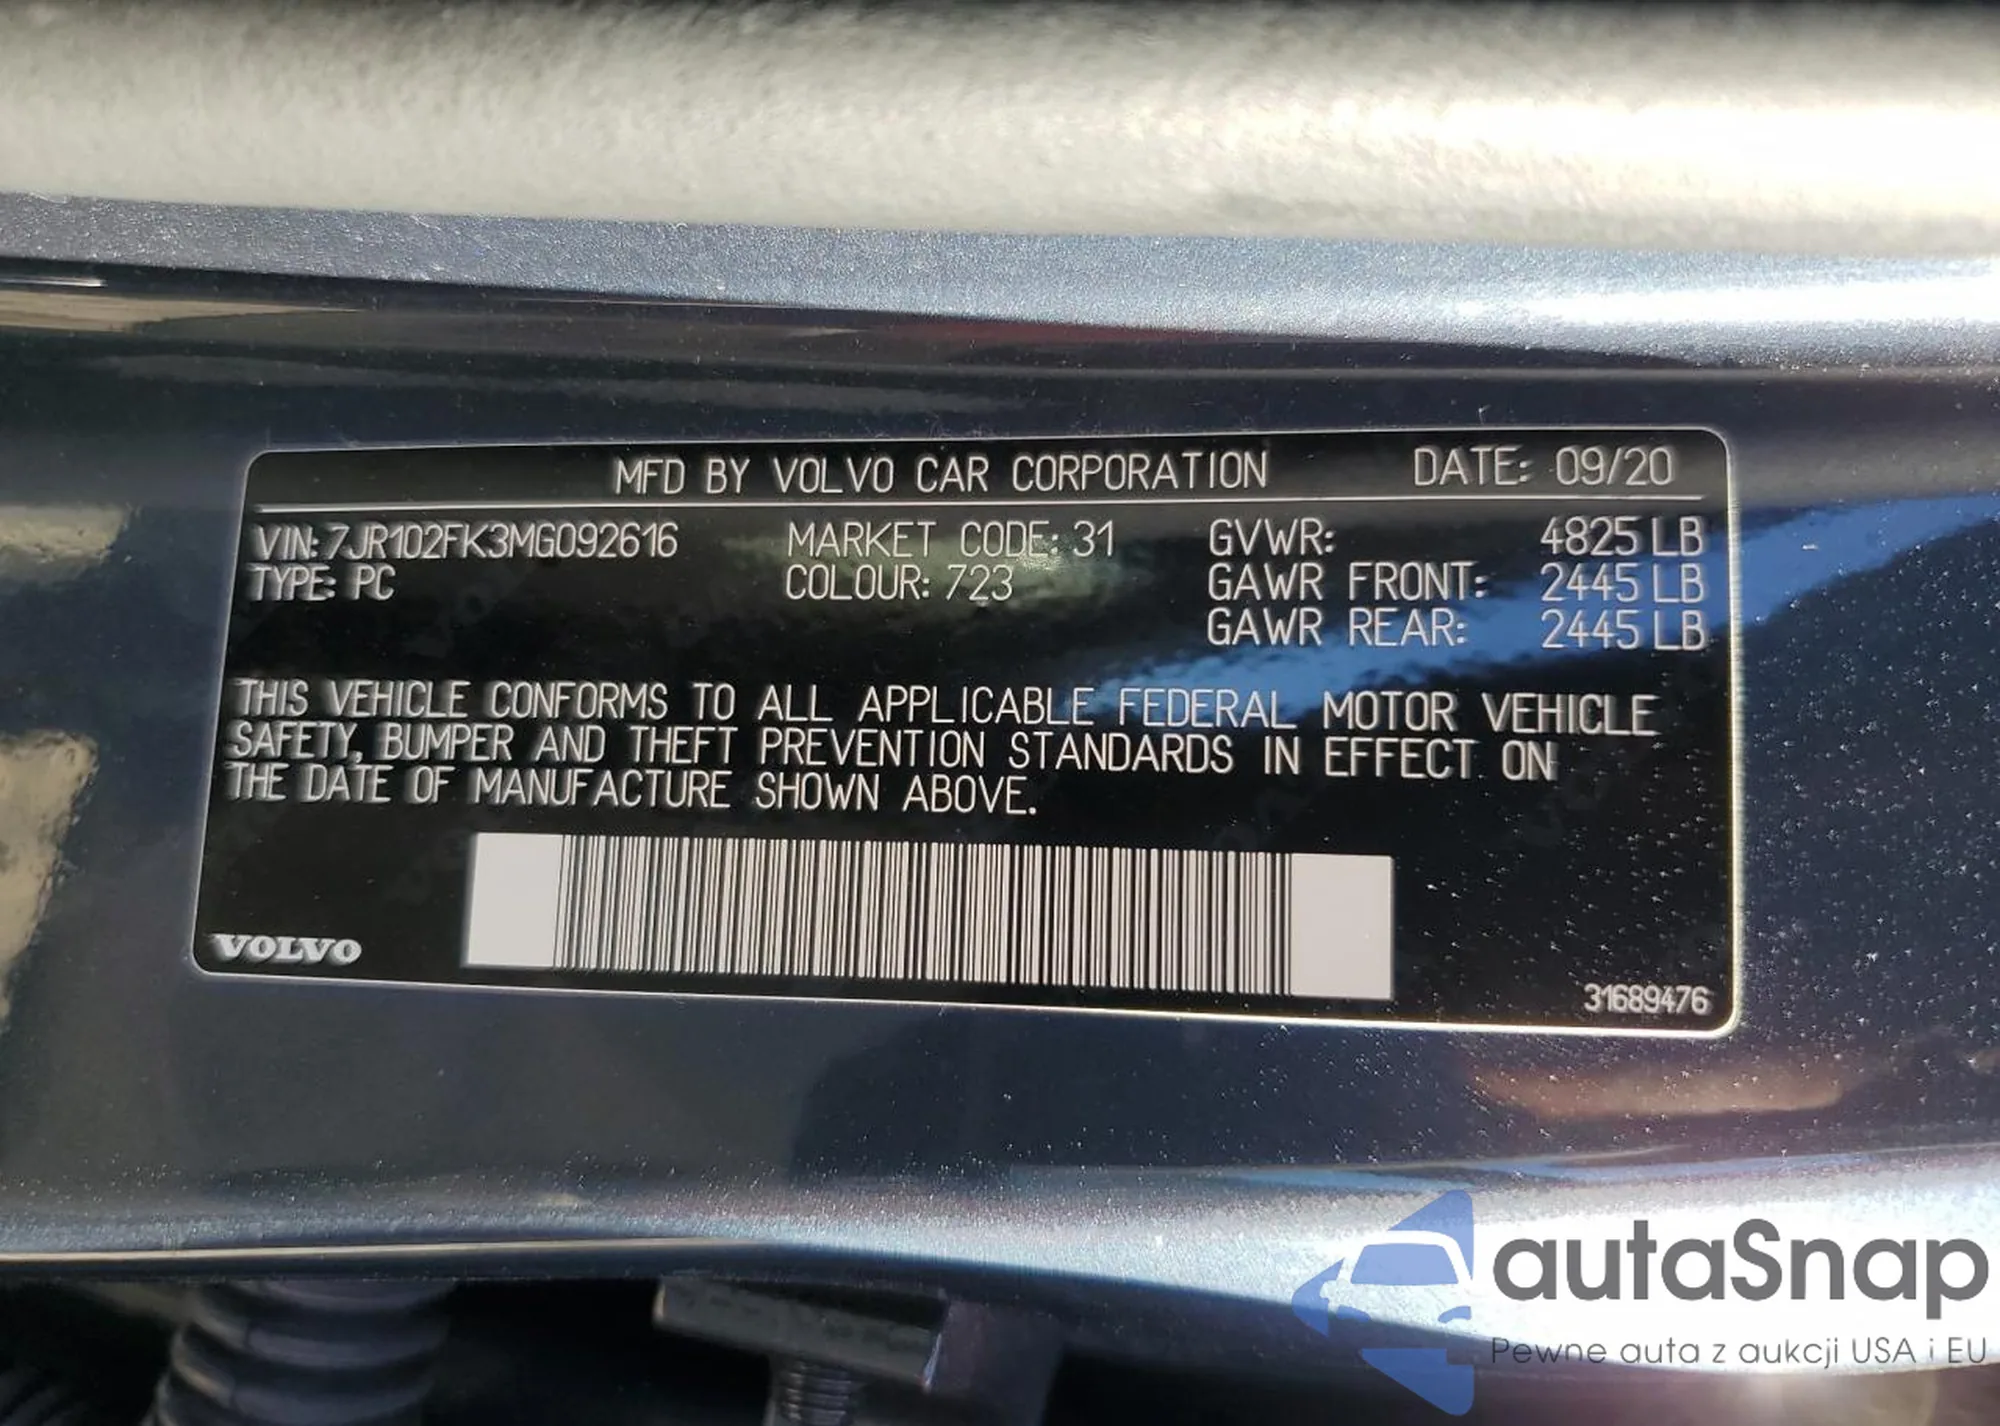 MFD BY VOLVO CAR CORPORATION DATE: 09/20
VIN: 7JR102FK3MG092616 MARKET CODE: 31 GVWR: 4825 LB
TYPE: PC COLOUR: 723 GAWR FRONT: 2445 LB
GAWR REAR: 2445 LB
THIS VEHICLE CONFORMS TO ALL APPLICABLE FEDERAL MOTOR VEHICLE
SAFETY, BUMPER AND THEFT PREVENTION STANDARDS IN EFFECT ON
THE DATE OF MANUFACTURE SHOWN ABOVE.
VOLVO
31689476
autaSnap
Pewne auta z aukcji USA i EU